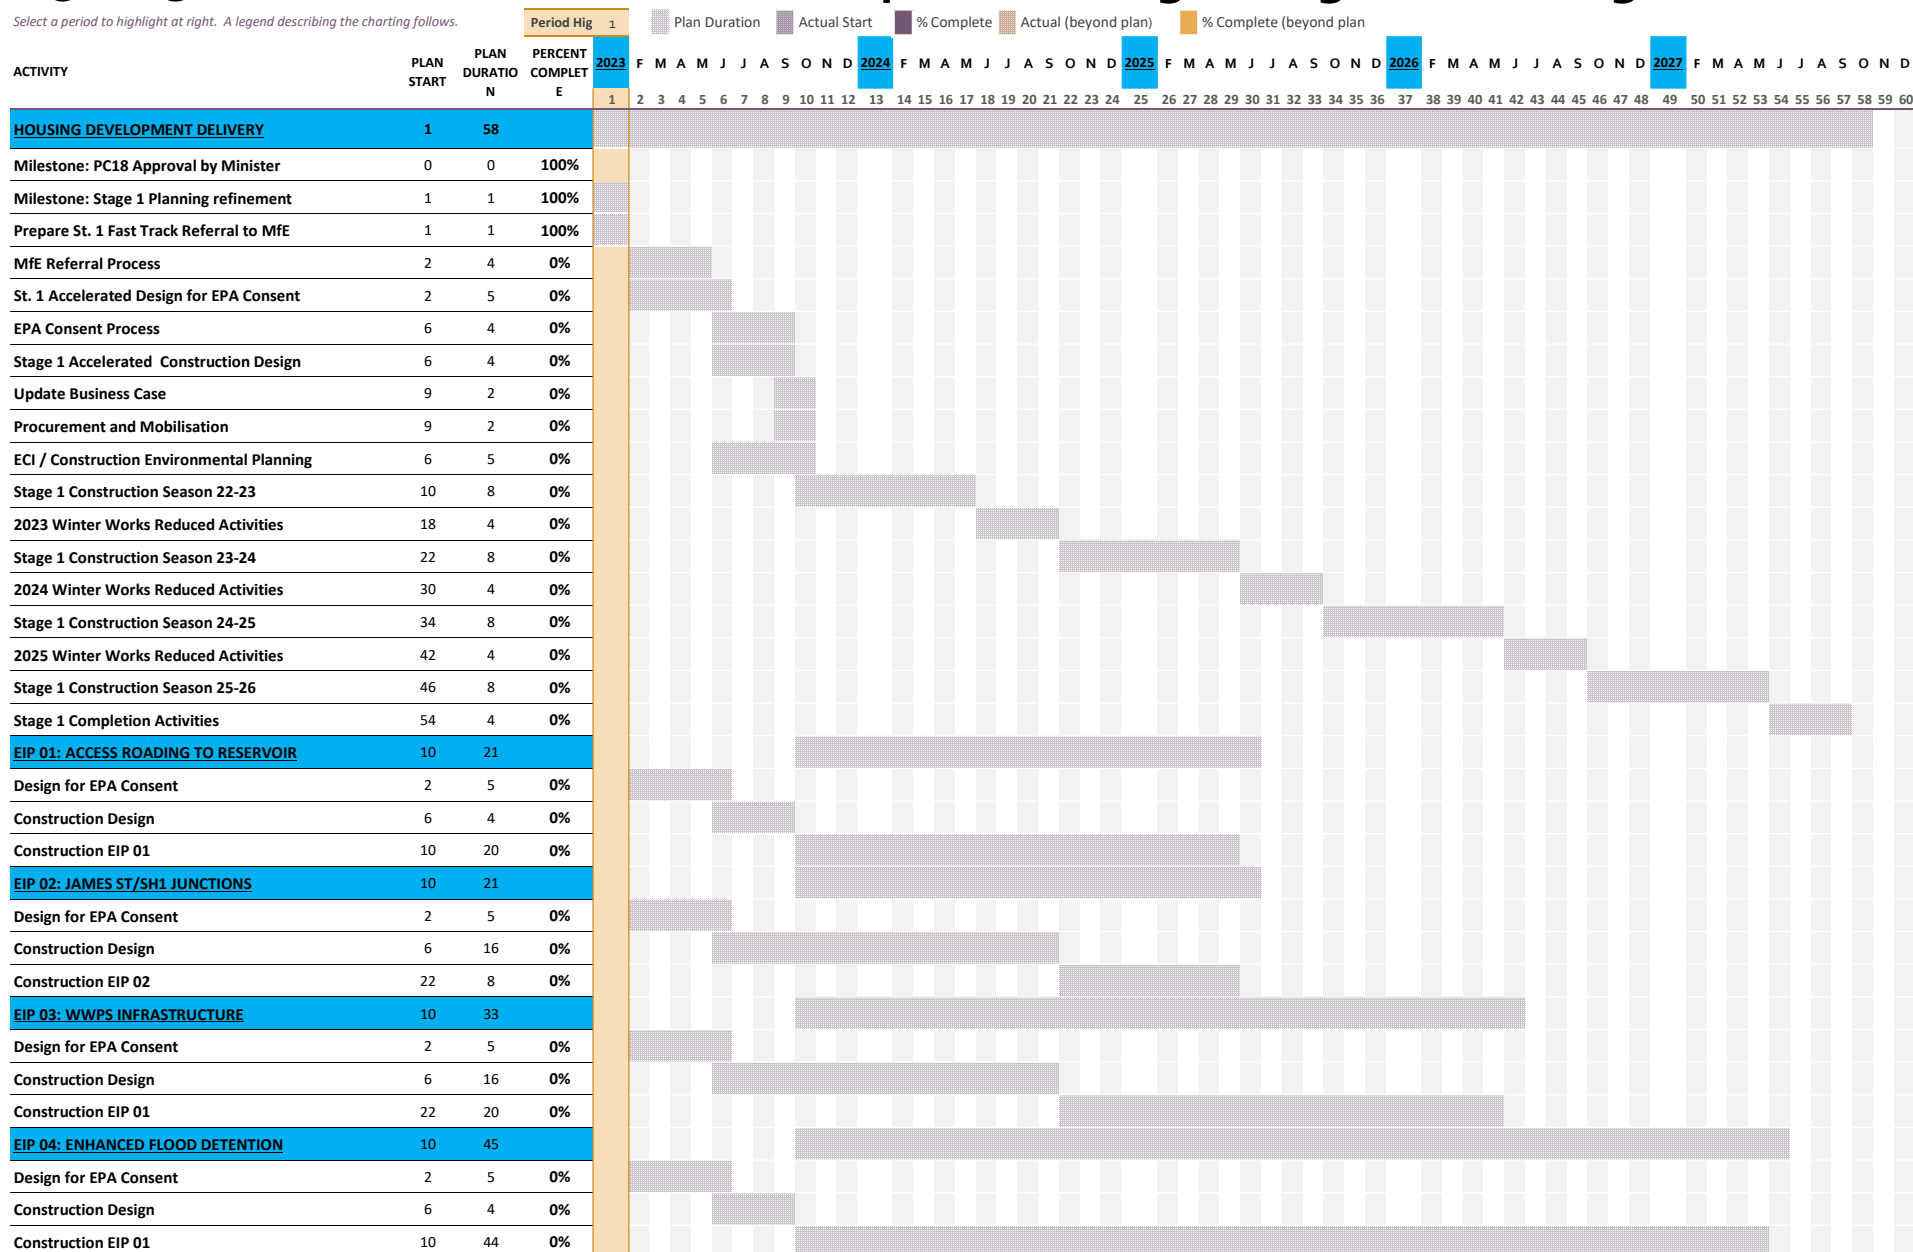 Select a period to highlight at right.  A legend describing the charting follows.
Period Hig 1
Plan Duration
Actual Start
% Complete
Actual (beyond plan)
% Complete (beyond plan
ACTIVITY PLAN START PLAN DURATIO N PERCENT COMPLET E 2023 F M A M J J A S O N D 2024 F M A M J J A S O N D 2025 F M A M J J A S O N D 2026 F M A M J J A S O N D 2027 F M A M J J A S O N D
1 2 3 4 5 6 7 8 9 10 11 12 13 14 15 16 17 18 19 20 21 22 23 24 25 26 27 28 29 30 31 32 33 34 35 36 37 38 39 40 41 42 43 44 45 46 47 48 49 50 51 52 53 54 55 56 57 58 59 60
HOUSING DEVELOPMENT DELIVERY 1 58
Milestone: PC18 Approval by Minister 0 0 100%
Milestone: Stage 1 Planning refinement 1 1 100%
Prepare St. 1 Fast Track Referral to MfE 1 1 100%
MfE Referral Process 2 4 0%
St. 1 Accelerated Design for EPA Consent 2 5 0%
EPA Consent Process 6 4 0%
Stage 1 Accelerated  Construction Design 6 4 0%
Update Business Case 9 2 0%
Procurement and Mobilisation 9 2 0%
ECI / Construction Environmental Planning 6 5 0%
Stage 1 Construction Season 22-23 10 8 0%
2023 Winter Works Reduced Activities 18 4 0%
Stage 1 Construction Season 23-24 22 8 0%
2024 Winter Works Reduced Activities 30 4 0%
Stage 1 Construction Season 24-25 34 8 0%
2025 Winter Works Reduced Activities 42 4 0%
Stage 1 Construction Season 25-26 46 8 0%
Stage 1 Completion Activities 54 4 0%
EIP 01: ACCESS ROADING TO RESERVOIR 10 21
Design for EPA Consent 2 5 0%
Construction Design 6 4 0%
Construction EIP 01 10 20 0%
EIP 02: JAMES ST/SH1 JUNCTIONS 10 21
Design for EPA Consent 2 5 0%
Construction Design 6 16 0%
Construction EIP 02 22 8 0%
EIP 03: WWPS INFRASTRUCTURE 10 33
Design for EPA Consent 2 5 0%
Construction Design 6 16 0%
Construction EIP 01 22 20 0%
EIP 04: ENHANCED FLOOD DETENTION 10 45
Design for EPA Consent 2 5 0%
Construction Design 6 4 0%
Construction EIP 01 10 44 0%